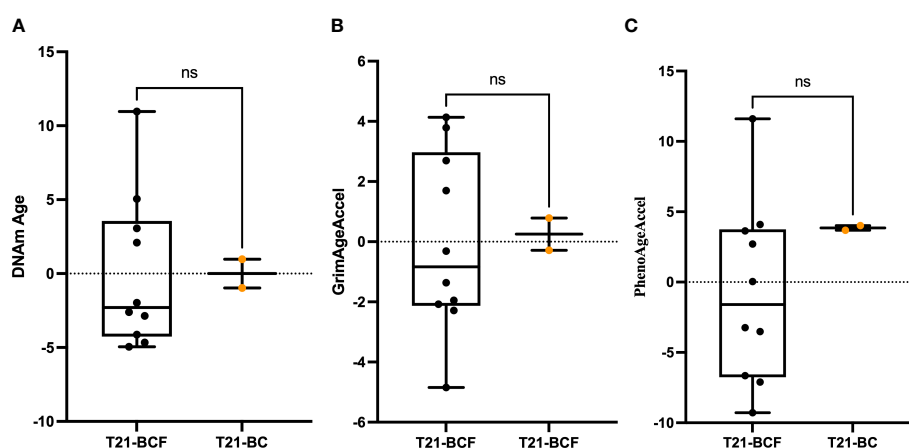 A
B
C
15
10
5
0
-5
-10
DNAm Age
ns
T21-BCF
T21-BC
6
4
2
0
-2
-4
-6
GrimAgeAccel
ns
T21-BCF
T21-BCF
15
10
5
0
-5
-10
PhenoAgeAccel
ns
T21-BCF
T21-BC